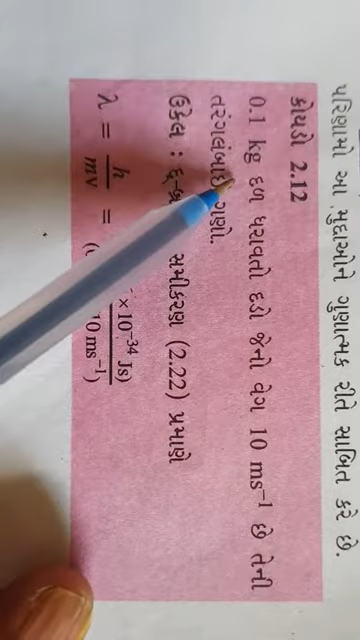 પરિણામો આ મુદ્દાઓને ગુણાત્મક રીતે સાબિત કરે છે.
કોયડો 2.12
0.1 kg દળ ધરાવતો દડો જેનો વેગ 10 ms⁻¹ છે તેની
તરંગલંબાઈ ગણો.
ઉકેલ : સમીકરણ (2.22) પ્રમાણે
λ = h/mv = × 10⁻³⁴ Js) / 10 ms⁻¹)